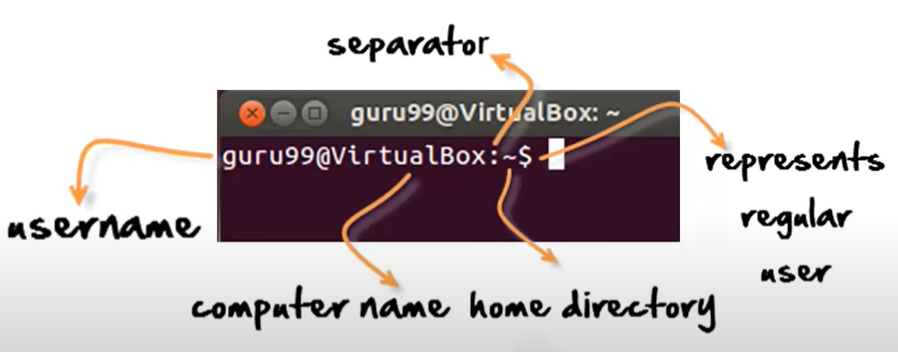 separator
guru99@VirtualBox: ~
guru99@VirtualBox:~$
username
computer name
home directory
represents
regular
user